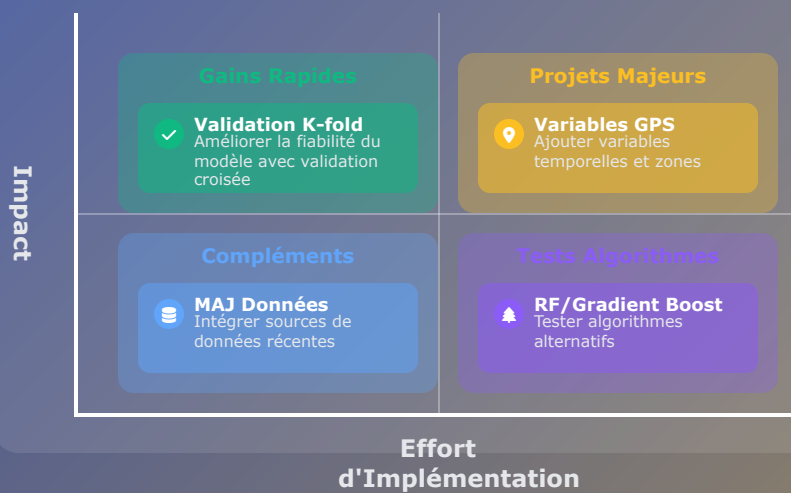 Gains Rapides
Validation K-fold
Améliorer la fiabilité du
modèle avec validation
croisée
Projets Majeurs
Variables GPS
Ajouter variables
temporelles et zones
Impact
Compléments
MAJ Données
Intégrer sources de
données récentes
Tests Algorithmes
RF/Gradient Boost
Tester algorithmes
alternatifs
Effort
d'Implémentation